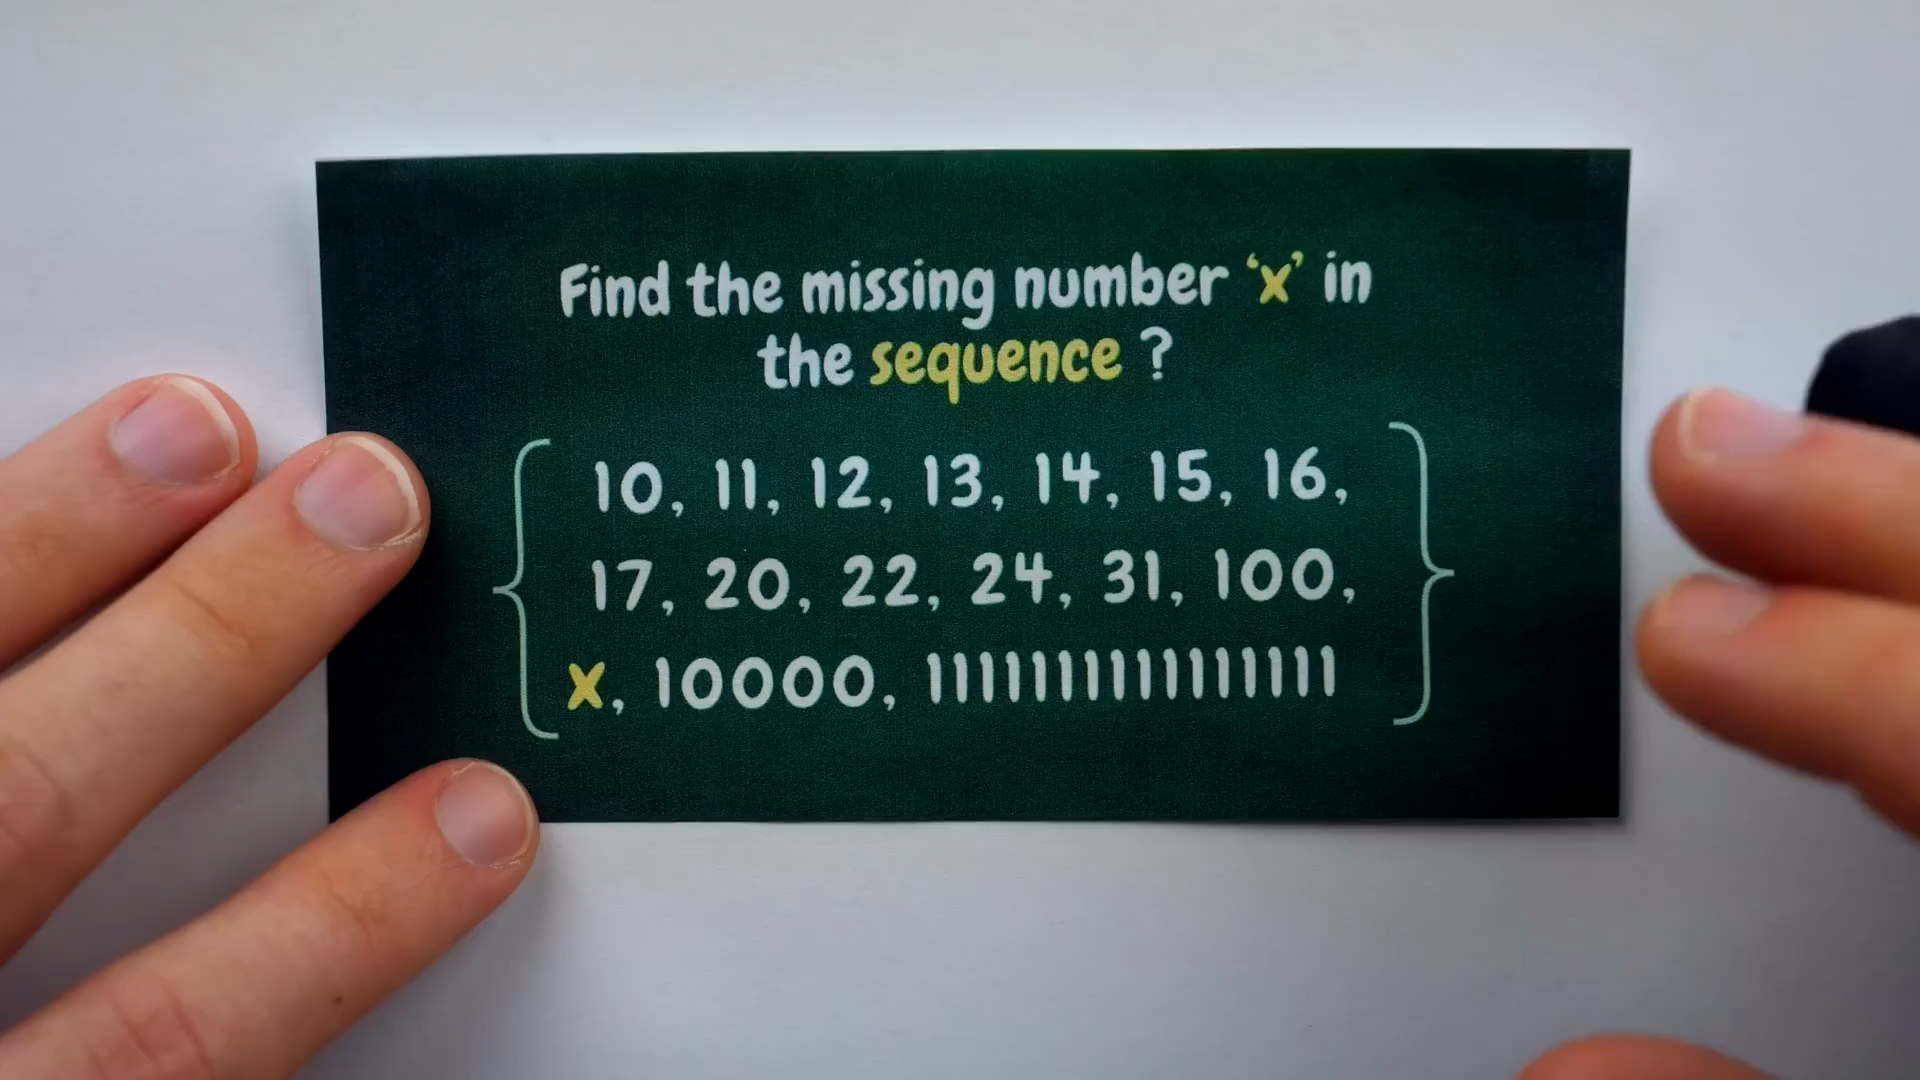 Find the missing number ‘x’ in
the sequence ?
10, 11, 12, 13, 14, 15, 16,
17, 20, 22, 24, 31, 100,
x, 10000, 1111111111111111